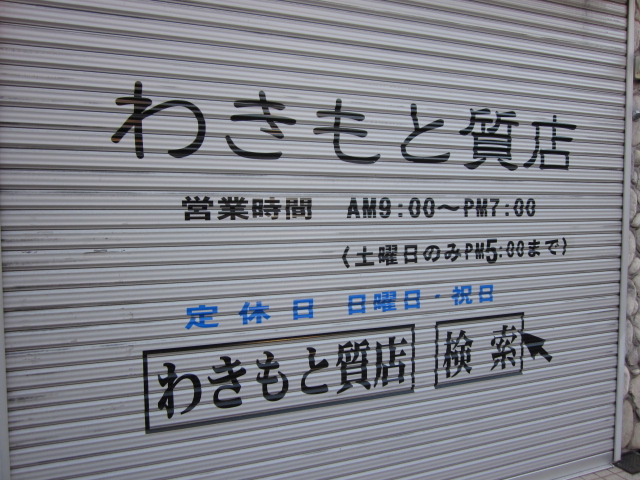 わきもと質店
営業時間 AM9:00～PM7:00
(土曜日のみPM5:00まで)
定休日 日曜日・祝日
わきもと質店 検索